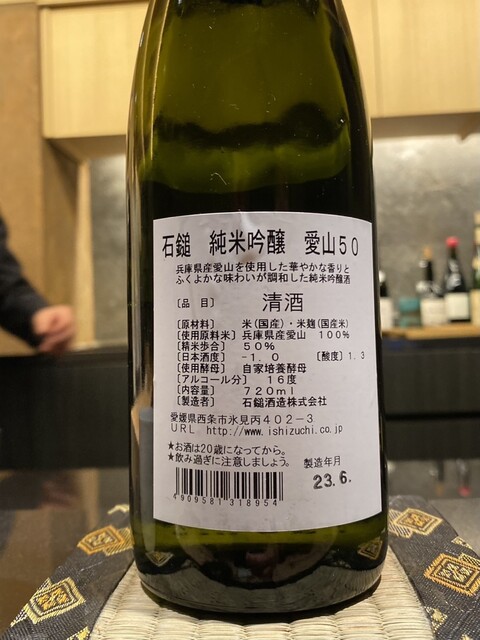 石鎚 純米吟醸 愛山50
兵庫県産愛山を使用した華やかな香りと
ふくよかな味わいが調和した純米吟醸酒
[品 目] 清酒
[原材料] 米(国産)・米麹(国産米)
[使用原料米] 兵庫県産愛山 100%
[精米歩合] 50%
[日本酒度] -1.0 [酸度] 1.3
[使用酵母] 自家培養酵母
[アルコール分] 16度
[内容量] 720ml
[製造者] 石鎚酒造株式会社
愛媛県西条市氷見丙402-3
URL http://www.ishizuchi.co.jp
★お酒は20歳になってから。
★飲み過ぎに注意しましょう。 製造年月
23.6.
4909581318954